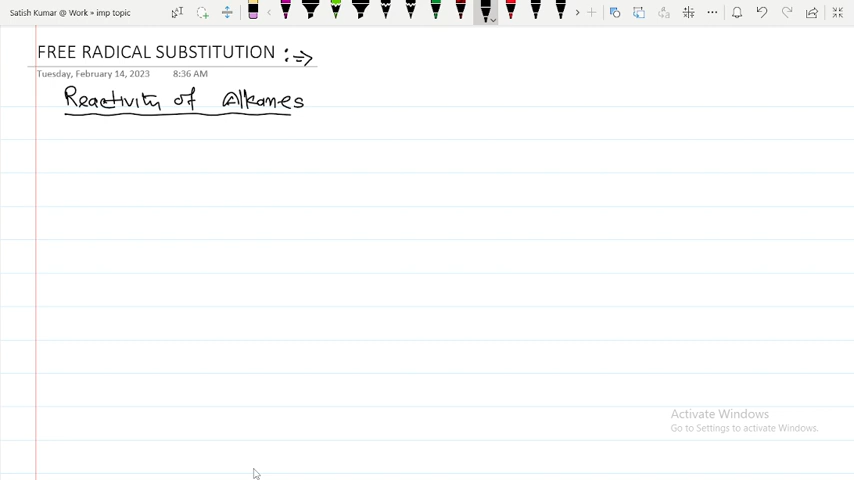 Satish Kumar @ Work » imp topic
FREE RADICAL SUBSTITUTION :⇒
Tuesday, February 14, 2023 8:36 AM
Reactivity of Alkanes
Activate Windows
Go to Settings to activate Windows.